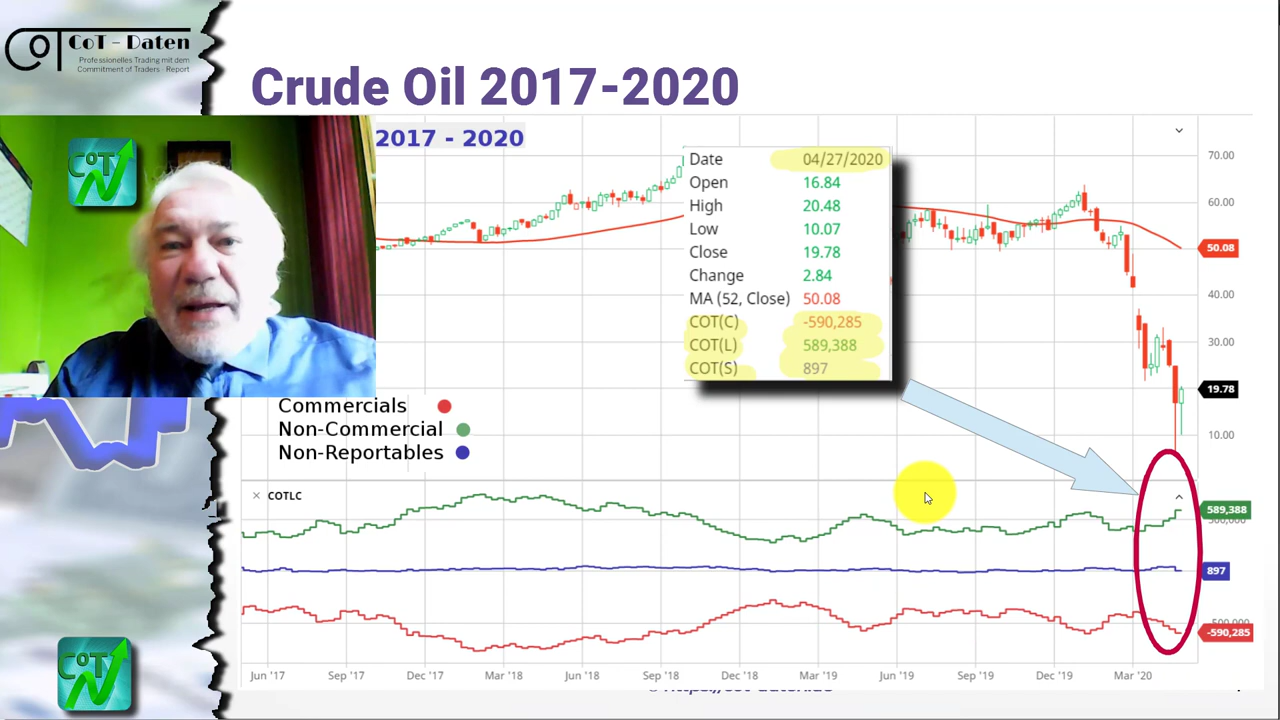 CoT
CoT - Daten
Professionelles Trading mit dem
Commitment of Traders - Report
Crude Oil 2017-2020
2017 - 2020
CoT
Date 04/27/2020
Open 16.84
High 20.48
Low 10.07
Close 19.78
Change 2.84
MA (52, Close) 50.08
COT(C) -590,285
COT(L) 589,388
COT(S) 897
70.00
60.00
50.08
40.00
30.00
19.78
10.00
Commercials
Non-Commercial
Non-Reportables
× COTLC
589,388
897
-590,285
Jun '17 Sep '17 Dec '17 Mar '18 Jun '18 Sep '18 Dec '18 Mar '19 Jun '19 Sep '19 Dec '19 Mar '20
CoT